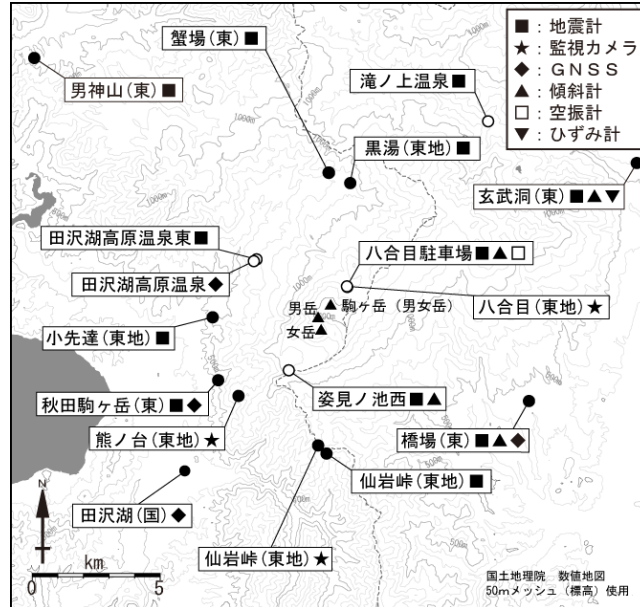 蟹場(東)■
男神山(東)■
滝ノ上温泉■
黒湯(東地)■
■:地震計
★:監視カメラ
◆:GNSS
▲:傾斜計
□:空振計
▼:ひずみ計
玄武洞(東)■▲▼
田沢湖高原温泉東■
田沢湖高原温泉◆
八合目駐車場■▲□
八合目(東地)★
男岳
駒ヶ岳(男女岳)
女岳
小先達(東地)■
秋田駒ヶ岳(東)■◆
熊ノ台(東地)★
姿見ノ池西■▲
橋場(東)■▲◆
仙岩峠(東地)■
田沢湖(国)◆
仙岩峠(東地)★
km
0 5
国土地理院 数値地図
50mメッシュ(標高)使用
1000m
1000m
1000m
1000m
500m
500m
500m